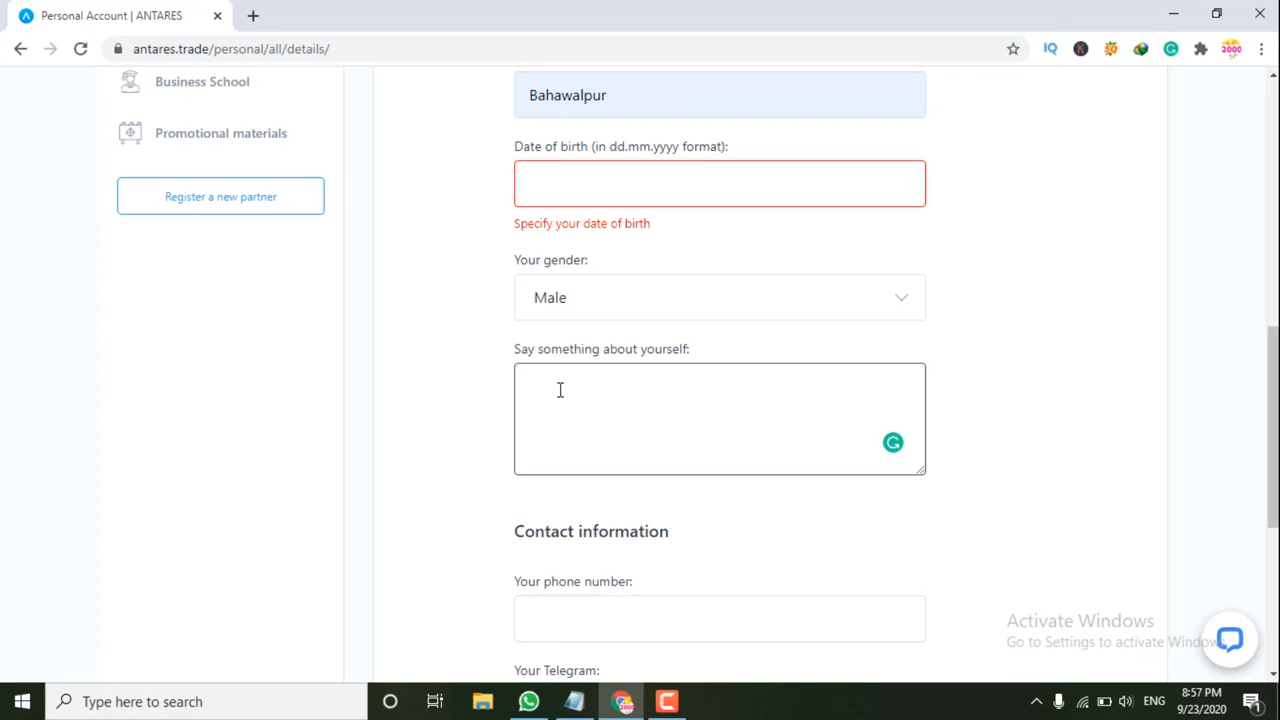 Personal Account | ANTARES
antares.trade/personal/all/details/
2000
Business School
Promotional materials
Register a new partner
Bahawalpur
Date of birth (in dd.mm.yyyy format):
Specify your date of birth
Your gender:
Male
Say something about yourself:
Contact information
Your phone number:
Your Telegram:
Activate Windows
Go to Settings to activate Windows
Type here to search
ENG
8:57 PM
9/23/2020